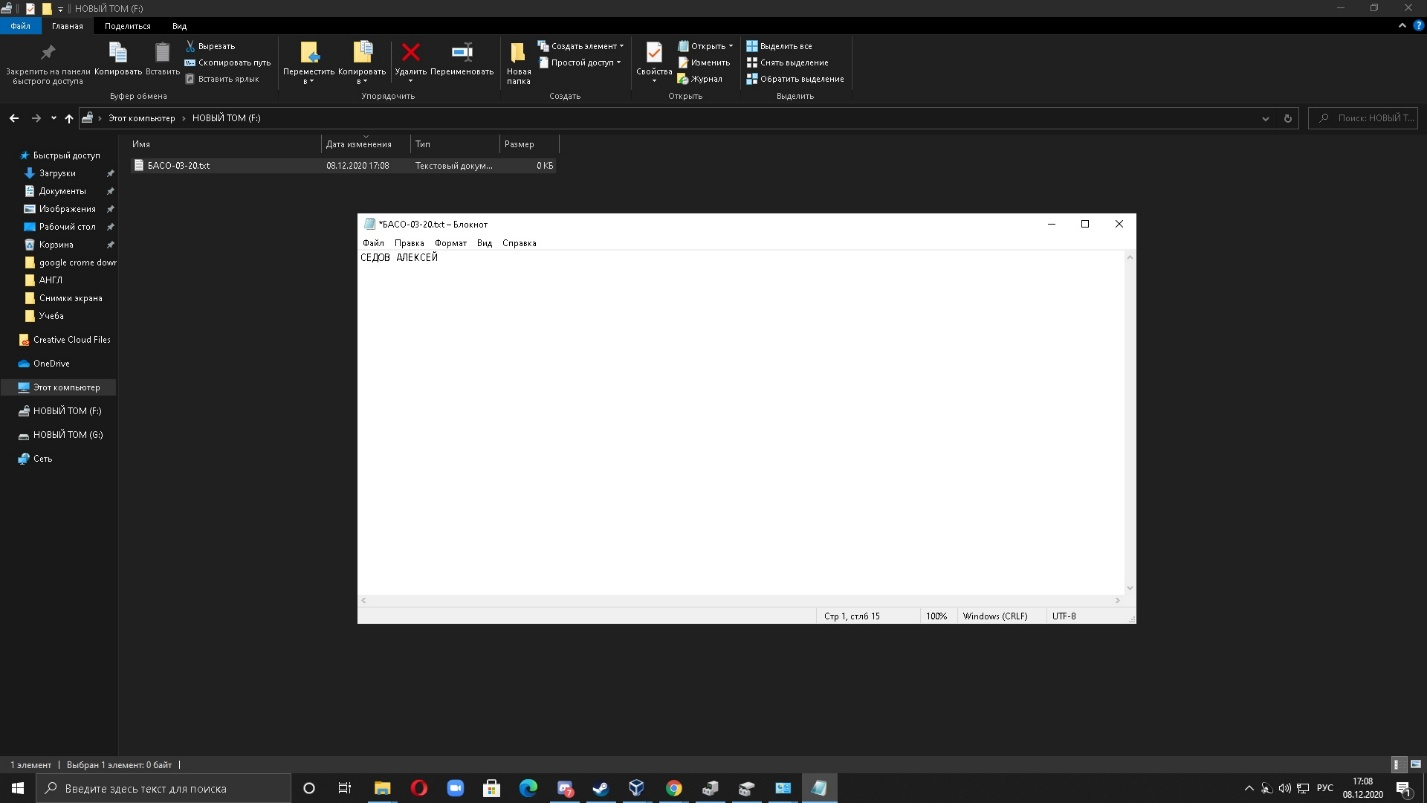 НОВЫЙ ТОМ (F:)
Файл Главная Поделиться Вид
Закрепить на панели быстрого доступа
Копировать
Вставить
Вырезать
Скопировать путь
Вставить ярлык
Буфер обмена
Переместить в
Копировать в
Удалить
Переименовать
Упорядочить
Новая папка
Создать элемент
Простой доступ
Создать
Свойства
Открыть
Изменить
Журнал
Открыть
Выделить все
Снять выделение
Обратить выделение
Выделить
Этот компьютер › НОВЫЙ ТОМ (F:)
Поиск: НОВЫЙ Т...
Имя Дата изменения Тип Размер
БАСО-03-20.txt 08.12.2020 17:08 Текстовый докум... 0 КБ
Быстрый доступ
Загрузки
Документы
Изображения
Рабочий стол
Корзина
google crome down
АНГЛ
Снимки экрана
Учеба
Creative Cloud Files
OneDrive
Этот компьютер
НОВЫЙ ТОМ (F:)
НОВЫЙ ТОМ (G:)
Сеть
*БАСО-03-20.txt – Блокнот
Файл Правка Формат Вид Справка
СЕДОВ АЛЕКСЕЙ
Стр 1, стлб 15 100% Windows (CRLF) UTF-8
1 элемент Выбран 1 элемент: 0 байт
Введите здесь текст для поиска
РУС
17:08
08.12.2020